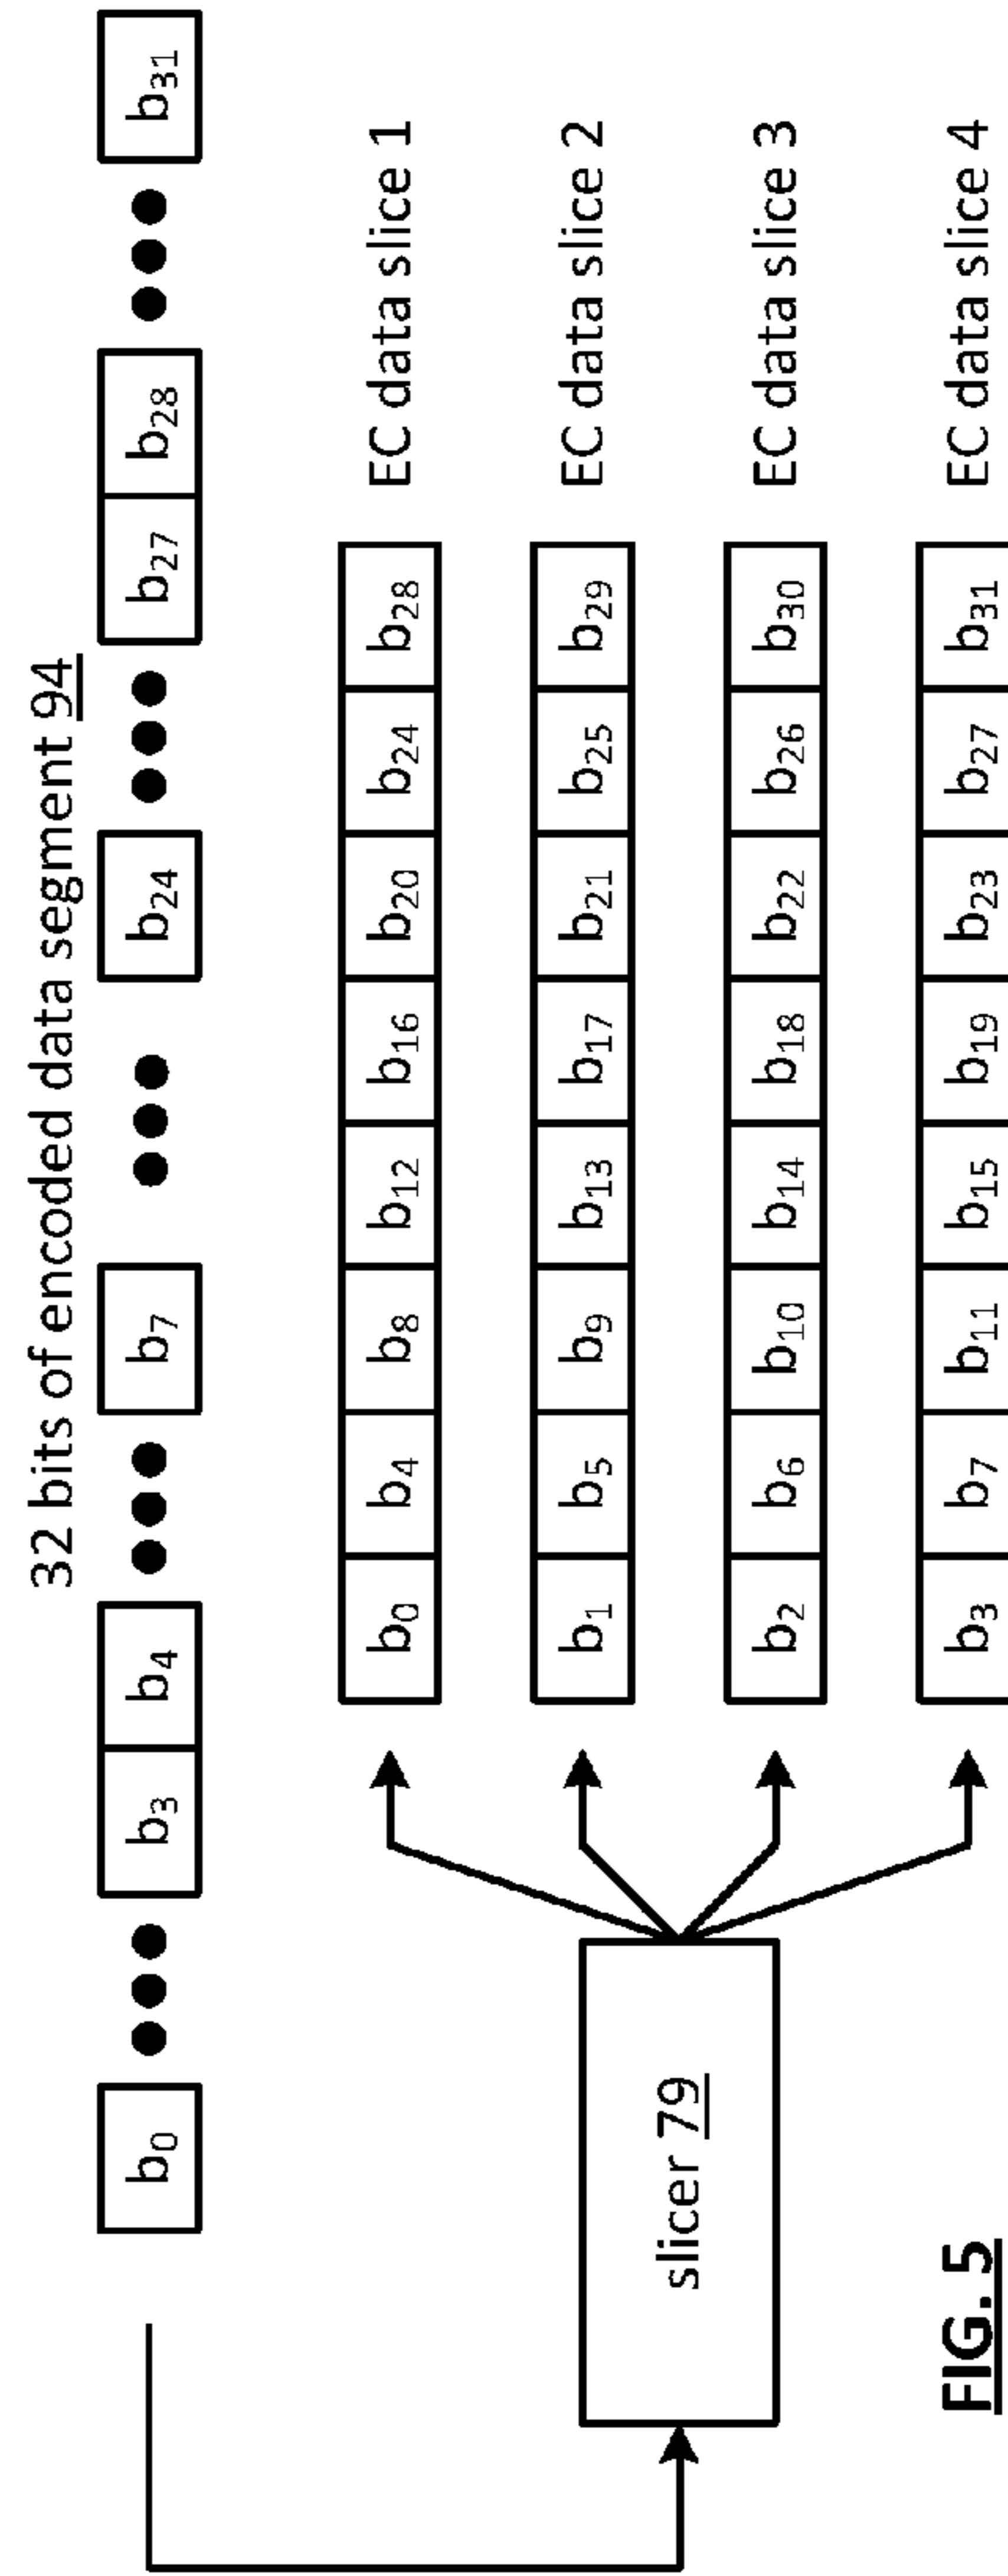 32 bits of encoded data segment 94
b0 ••• b3 b4 ••• b7 ••• b24 ••• b27 b28 ••• b31
b0 b4 b8 b12 b16 b20 b24 b28 EC data slice 1
b1 b5 b9 b13 b17 b21 b25 b29 EC data slice 2
slicer 79
b2 b6 b10 b14 b18 b22 b26 b30 EC data slice 3
b3 b7 b11 b15 b19 b23 b27 b31 EC data slice 4
FIG. 5